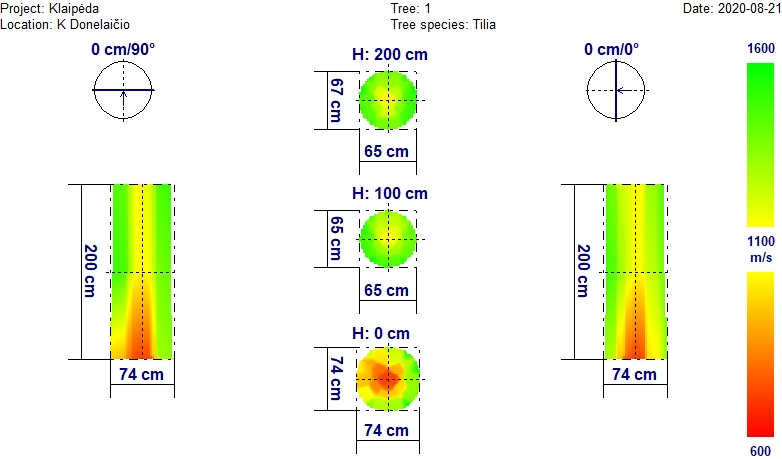 Project: Klaipėda
Tree: 1
Date: 2020-08-21
Location: K Donelaičio
Tree species: Tilia
0 cm/90°
H: 200 cm
0 cm/0°
1600
67 cm
65 cm
H: 100 cm
65 cm
65 cm
200 cm
200 cm
1100
m/s
H: 0 cm
74 cm
74 cm
74 cm
74 cm
600